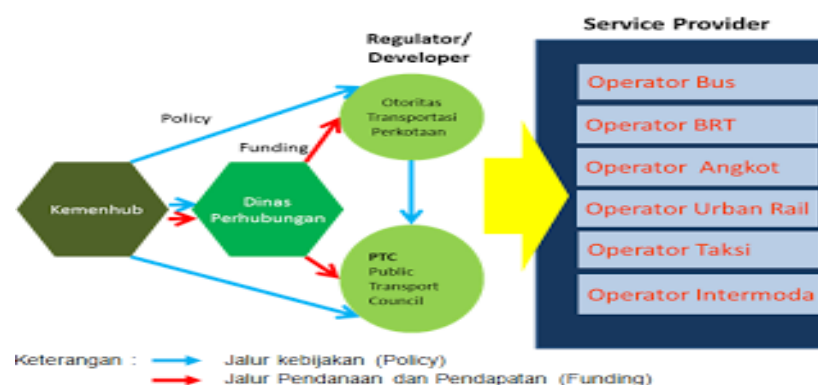 Service Provider
Regulator/
Developer
Operator Bus
Otoritas
Transportasi
Perkotaan
Policy
Operator BRT
Funding
Operator Angkot
Kemenhub
Dinas
Perhubungan
Operator Urban Rail
PTC
Public
Transport
Council
Operator Taksi
Operator Intermoda
Keterangan : Jalur kebijakan (Policy)
Jalur Pendanaan dan Pendapatan (Funding)